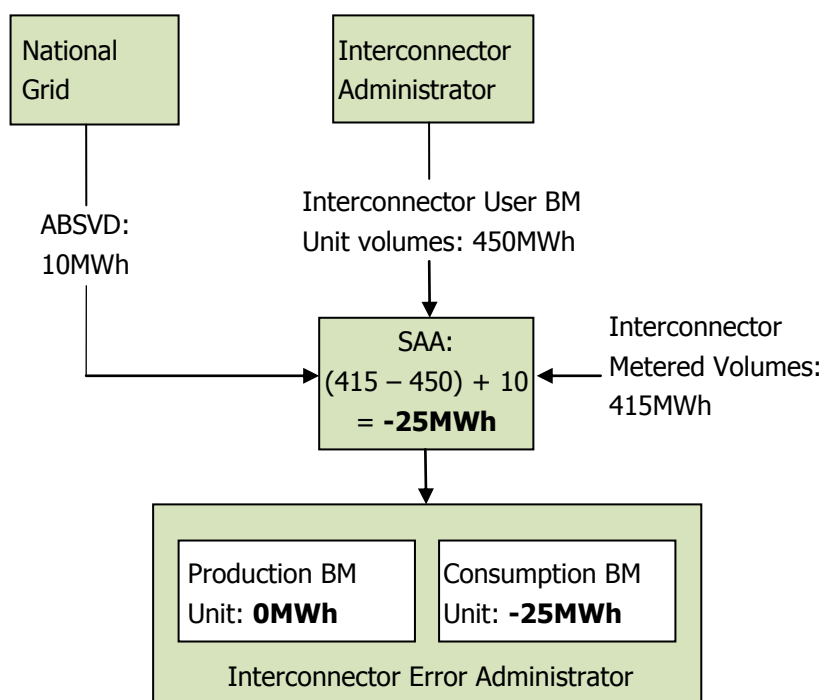 National
Grid
Interconnector
Administrator
ABSVD:
10MWh
Interconnector User BM
Unit volumes: 450MWh
SAA:
(415 – 450) + 10
= -25MWh
Interconnector
Metered Volumes:
415MWh
Production BM
Unit: 0MWh
Consumption BM
Unit: -25MWh
Interconnector Error Administrator